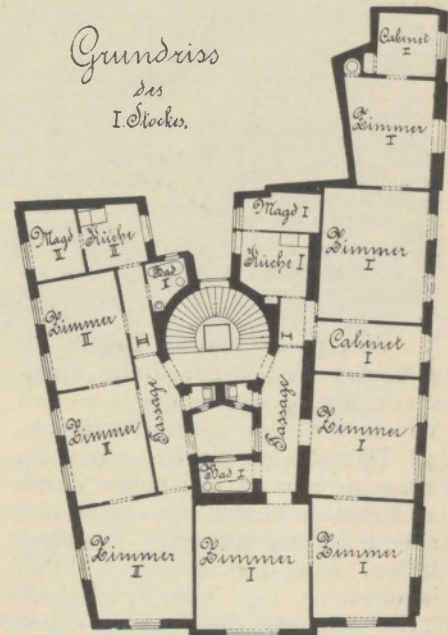 Grundriss
des
I. Stockes.
Cabinet
I
Zimmer
I
Magd I
Magd
II
Küche
II
Küche I
Zimmer
I
Bad
I
Zimmer
II
II
I
Cabinet
I
Passage
Passage
Zimmer
II
Zimmer
I
Bad I
Zimmer
II
Zimmer
I
Zimmer
I